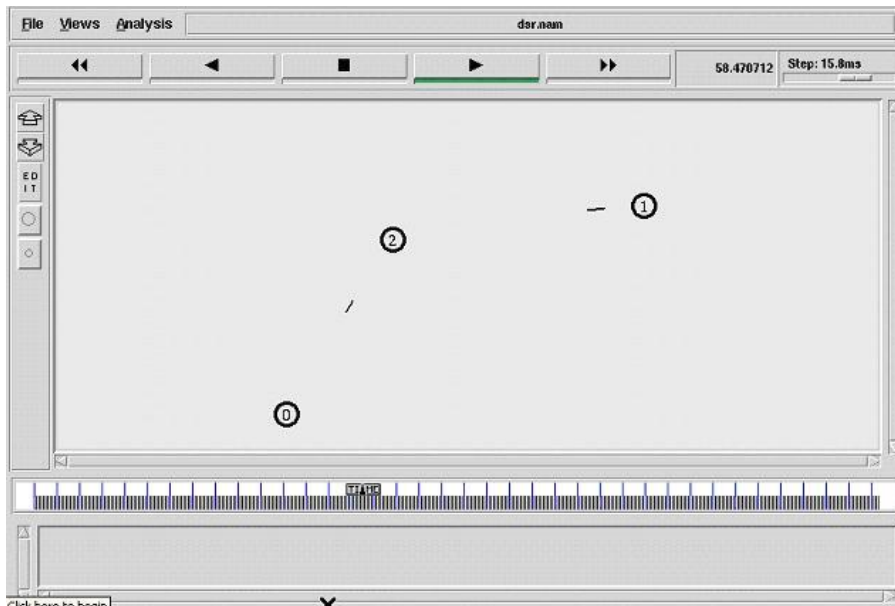 File Views Analysis dsr.nam
58.470712 Step: 15.8ms
ED
IT
1
2
0
TIME
Click here to begin